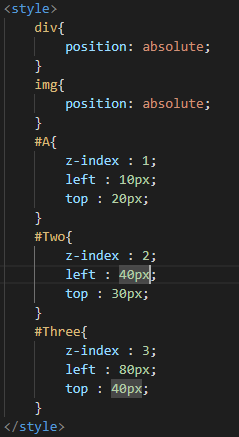 <style>
div{
position: absolute;
}
img{
position: absolute;
}
#A{
z-index : 1;
left : 10px;
top : 20px;
}
#Two{
z-index : 2;
left : 40px;
top : 30px;
}
#Three{
z-index : 3;
left : 80px;
top : 40px;
}
</style>